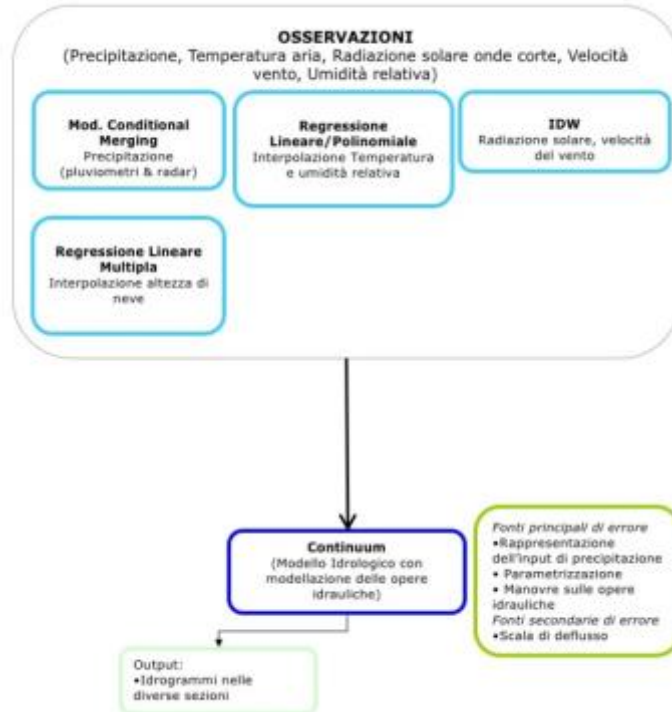 OSSERVAZIONI
(Precipitazione, Temperatura aria, Radiazione solare onde corte, Velocità
vento, Umidità relativa)
Mod. Conditional
Merging
Precipitazione
(pluviometri & radar)
Regressione
Lineare/Polinomiale
Interpolazione Temperatura
e umidità relativa
IDW
Radiazione solare, velocità
del vento
Regressione Lineare
Multipla
Interpolazione altezza di
neve
Continuum
(Modello Idrologico con
modellazione delle opere
idrauliche)
Fonti principali di errore
•Rappresentazione
dell'input di precipitazione
• Parametrizzazione
• Manovre sulle opere
idrauliche
Fonti secondarie di errore
•Scala di deflusso
Output:
•Idrogrammi nelle
diverse sezioni